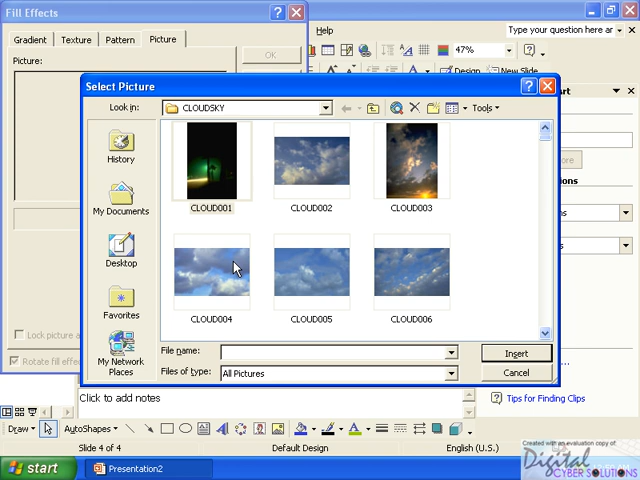 Fill Effects
Help
Type your question here ar
Gradient
Texture
Pattern
Picture
47%
Picture:
OK
Design
New Slide
Select Picture
Look in:
CLOUDSKY
Tools
CLOUD001
CLOUD002
CLOUD003
History
My Documents
Desktop
Favorites
My Network
Places
CLOUD004
CLOUD005
CLOUD006
Lock picture a
Rotate fill effec
File name:
Insert
Files of type:
All Pictures
Cancel
Click to add notes
Tips for Finding Clips
Draw
AutoShapes
Slide 4 of 4
Default Design
English (U.S.)
Created with an evaluation copy of
Digital
CYBER SOLUTIONS
start
Presentation2